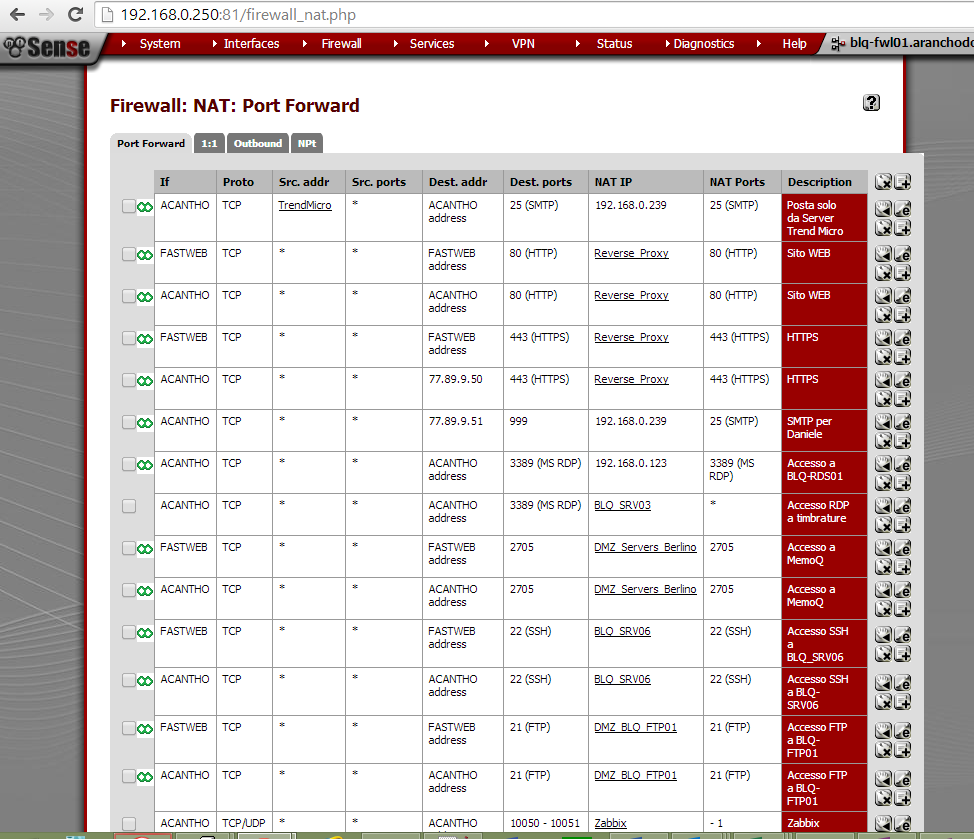 192.168.0.250:81/firewall_nat.php
Sense System Interfaces Firewall Services VPN Status Diagnostics Help blq-fwl01.aranchodo
Firewall: NAT: Port Forward
?
Port Forward 1:1 Outbound NPt
If Proto Src. addr Src. ports Dest. addr Dest. ports NAT IP NAT Ports Description
ACANTHO TCP TrendMicro * ACANTHO 25 (SMTP) 192.168.0.239 25 (SMTP) Posta solo
address da Server
Trend Micro
FASTWEB TCP * * FASTWEB 80 (HTTP) Reverse_Proxy 80 (HTTP) Sito WEB
address
ACANTHO TCP * * ACANTHO 80 (HTTP) Reverse_Proxy 80 (HTTP) Sito WEB
address
FASTWEB TCP * * FASTWEB 443 (HTTPS) Reverse_Proxy 443 (HTTPS) HTTPS
address
ACANTHO TCP * * 77.89.9.50 443 (HTTPS) Reverse_Proxy 443 (HTTPS) HTTPS
ACANTHO TCP * * 77.89.9.51 999 192.168.0.239 25 (SMTP) SMTP per
Daniele
ACANTHO TCP * * ACANTHO 3389 (MS RDP) 192.168.0.123 3389 (MS Accesso a
address RDP) BLQ-RDS01
ACANTHO TCP * * ACANTHO 3389 (MS RDP) BLQ_SRV03 * Accesso RDP
address a timbrature
FASTWEB TCP * * FASTWEB 2705 DMZ_Servers_Berlino 2705 Accesso a
address MemoQ
ACANTHO TCP * * ACANTHO 2705 DMZ_Servers_Berlino 2705 Accesso a
address MemoQ
FASTWEB TCP * * FASTWEB 22 (SSH) BLQ_SRV06 22 (SSH) Accesso SSH
address a
BLQ_SRV06
ACANTHO TCP * * ACANTHO 22 (SSH) BLQ_SRV06 22 (SSH) Accesso SSH
address a BLQ-
SRV06
FASTWEB TCP * * FASTWEB 21 (FTP) DMZ_BLQ_FTP01 21 (FTP) Accesso FTP
address a BLQ-
FTP01
ACANTHO TCP * * ACANTHO 21 (FTP) DMZ_BLQ_FTP01 21 (FTP) Accesso FTP
address a BLQ-
FTP01
ACANTHO TCP/UDP * * ACANTHO 10050 - 10051 Zabbix - 1 Zabbix